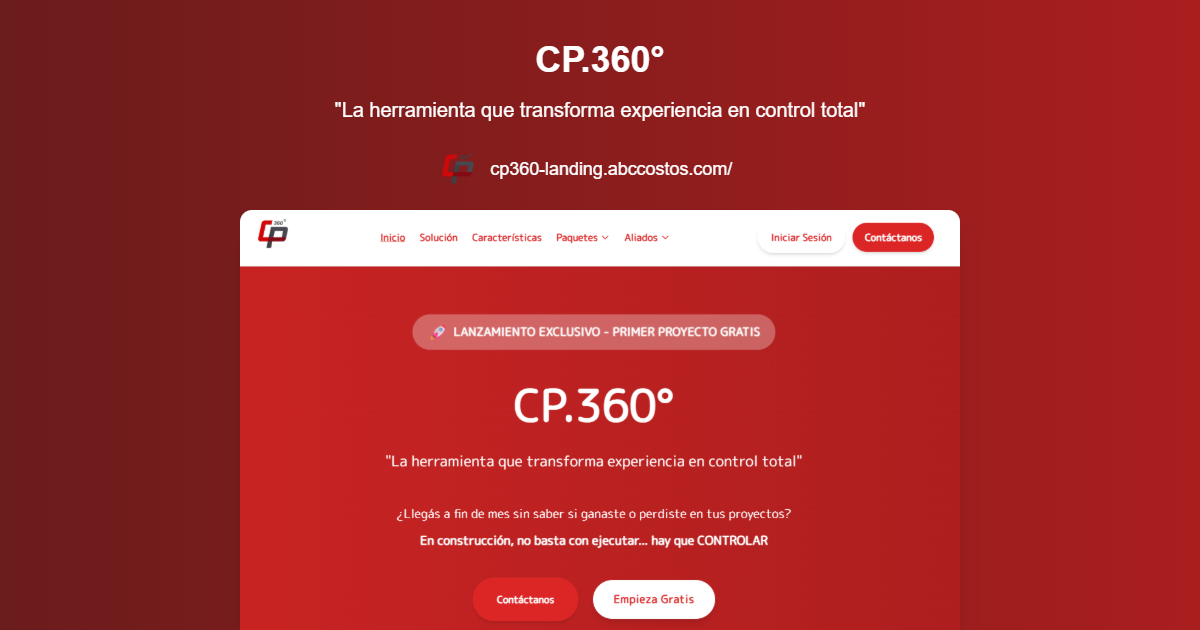 CP.360°
"La herramienta que transforma experiencia en control total"
CP cp360-landing.abccostos.com/
CP 360° Inicio Solución Características Paquetes Aliados Iniciar Sesión Contáctanos
🚀 LANZAMIENTO EXCLUSIVO - PRIMER PROYECTO GRATIS
CP.360°
"La herramienta que transforma experiencia en control total"
¿Llegás a fin de mes sin saber si ganaste o perdiste en tus proyectos?
En construcción, no basta con ejecutar... hay que CONTROLAR
Contáctanos Empieza Gratis